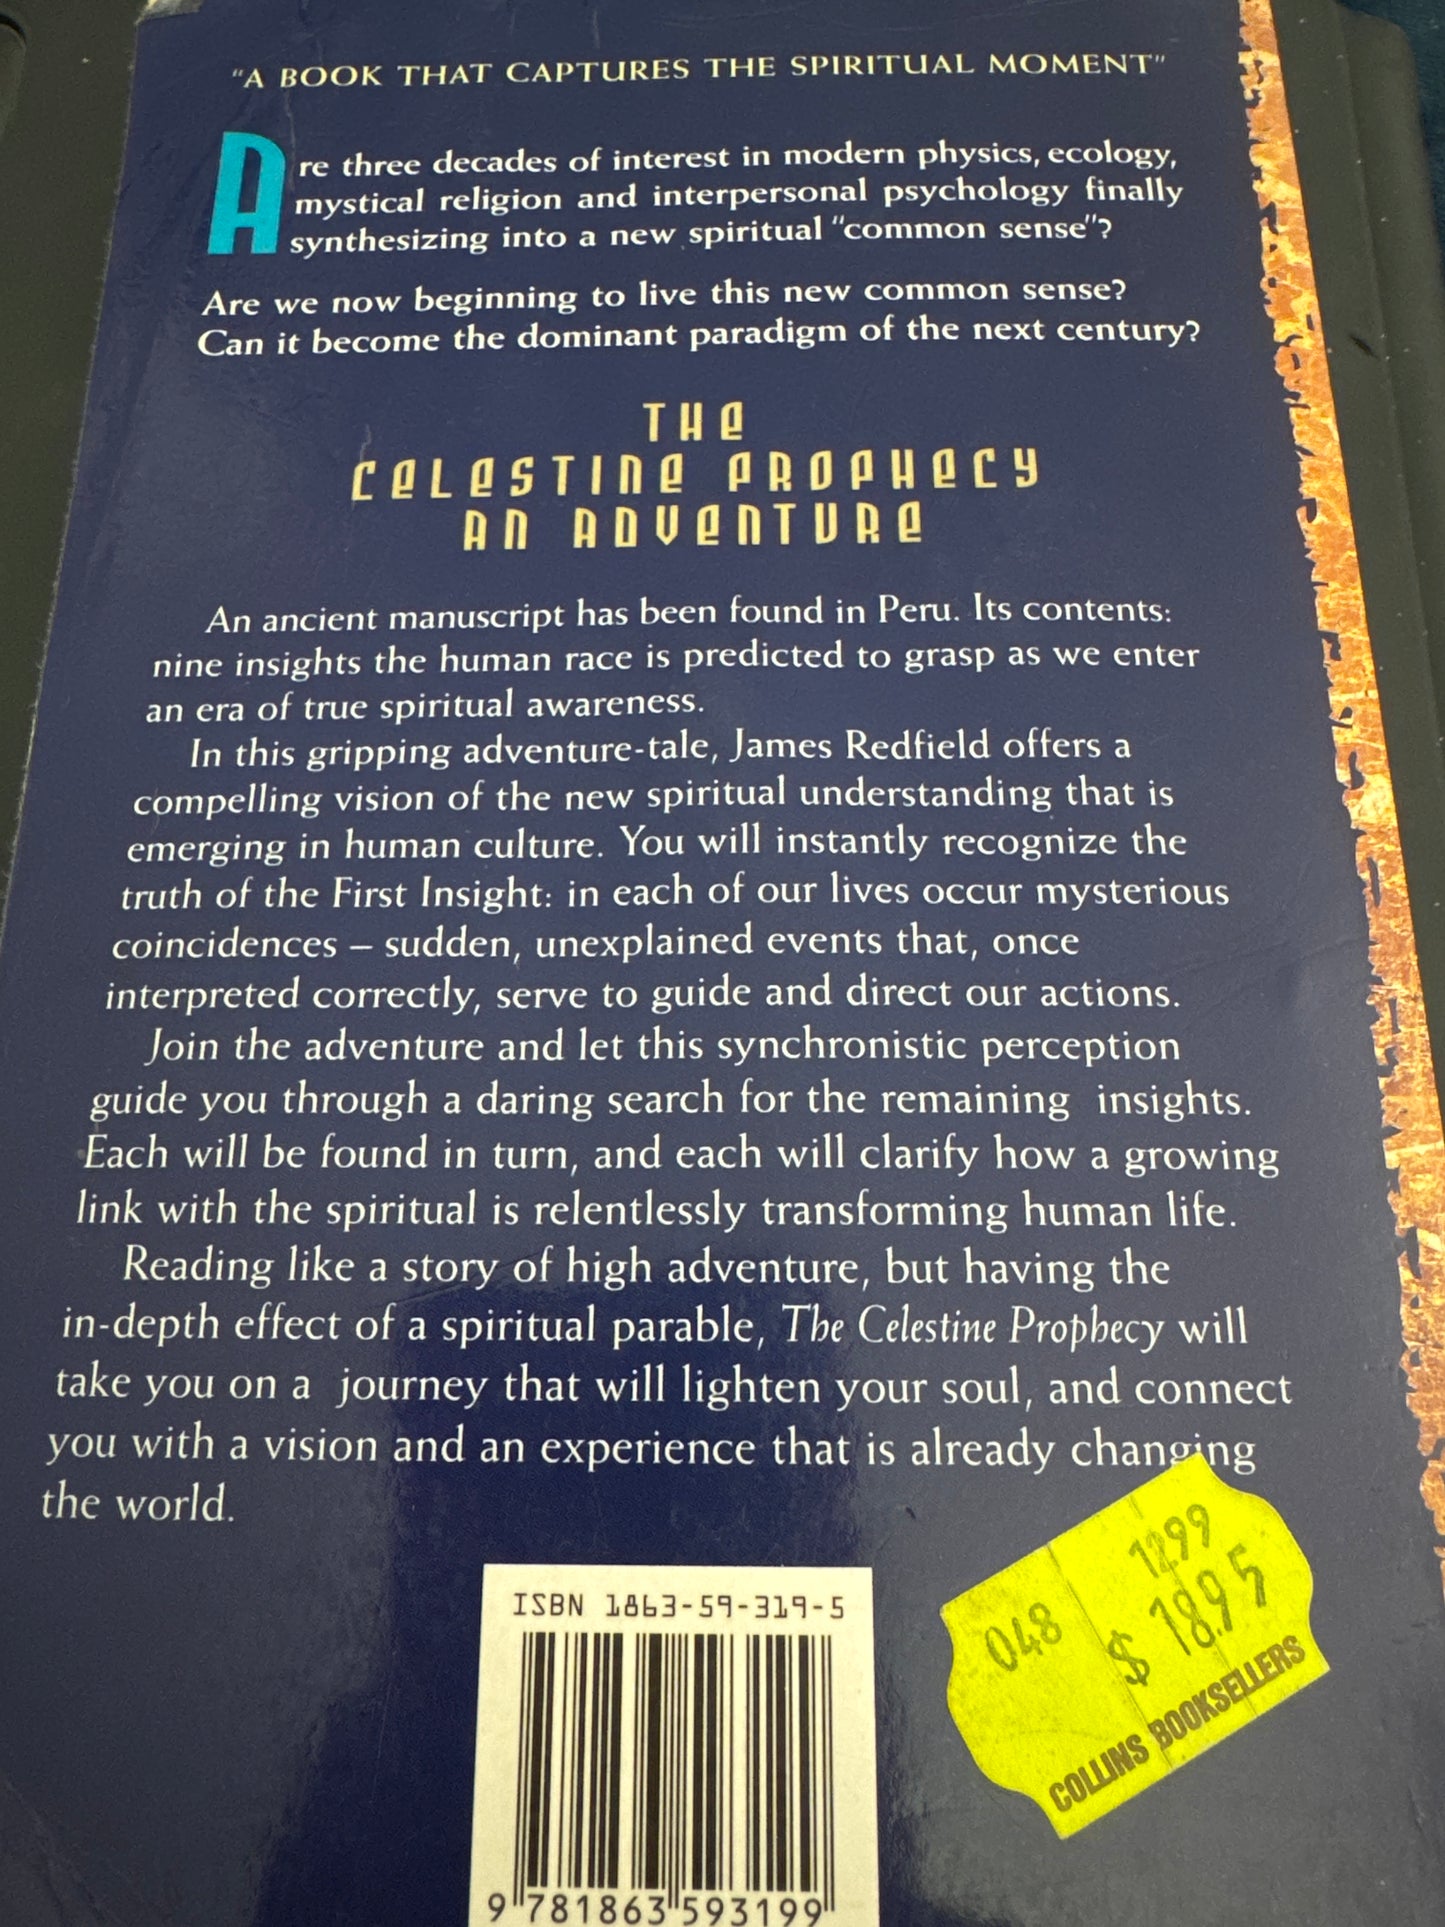 "A BOOK THAT CAPTURES THE SPIRITUAL MOMENT"
Are three decades of interest in modern physics, ecology,
mystical religion and interpersonal psychology finally
synthesizing into a new spiritual "common sense"?
Are we now beginning to live this new common sense?
Can it become the dominant paradigm of the next century?
THE
CELESTINE PROPHECY
AN ADVENTURE
An ancient manuscript has been found in Peru. Its contents:
nine insights the human race is predicted to grasp as we enter
an era of true spiritual awareness.
In this gripping adventure-tale, James Redfield offers a
compelling vision of the new spiritual understanding that is
emerging in human culture. You will instantly recognize the
truth of the First Insight: in each of our lives occur mysterious
coincidences – sudden, unexplained events that, once
interpreted correctly, serve to guide and direct our actions.
Join the adventure and let this synchronistic perception
guide you through a daring search for the remaining insights.
Each will be found in turn, and each will clarify how a growing
link with the spiritual is relentlessly transforming human life.
Reading like a story of high adventure, but having the
in-depth effect of a spiritual parable, The Celestine Prophecy will
take you on a journey that will lighten your soul, and connect
you with a vision and an experience that is already changing
the world.
ISBN 1863-59-319-5
9 781863 593199
1299
048 $ 18.95
COLLINS BOOKSELLERS